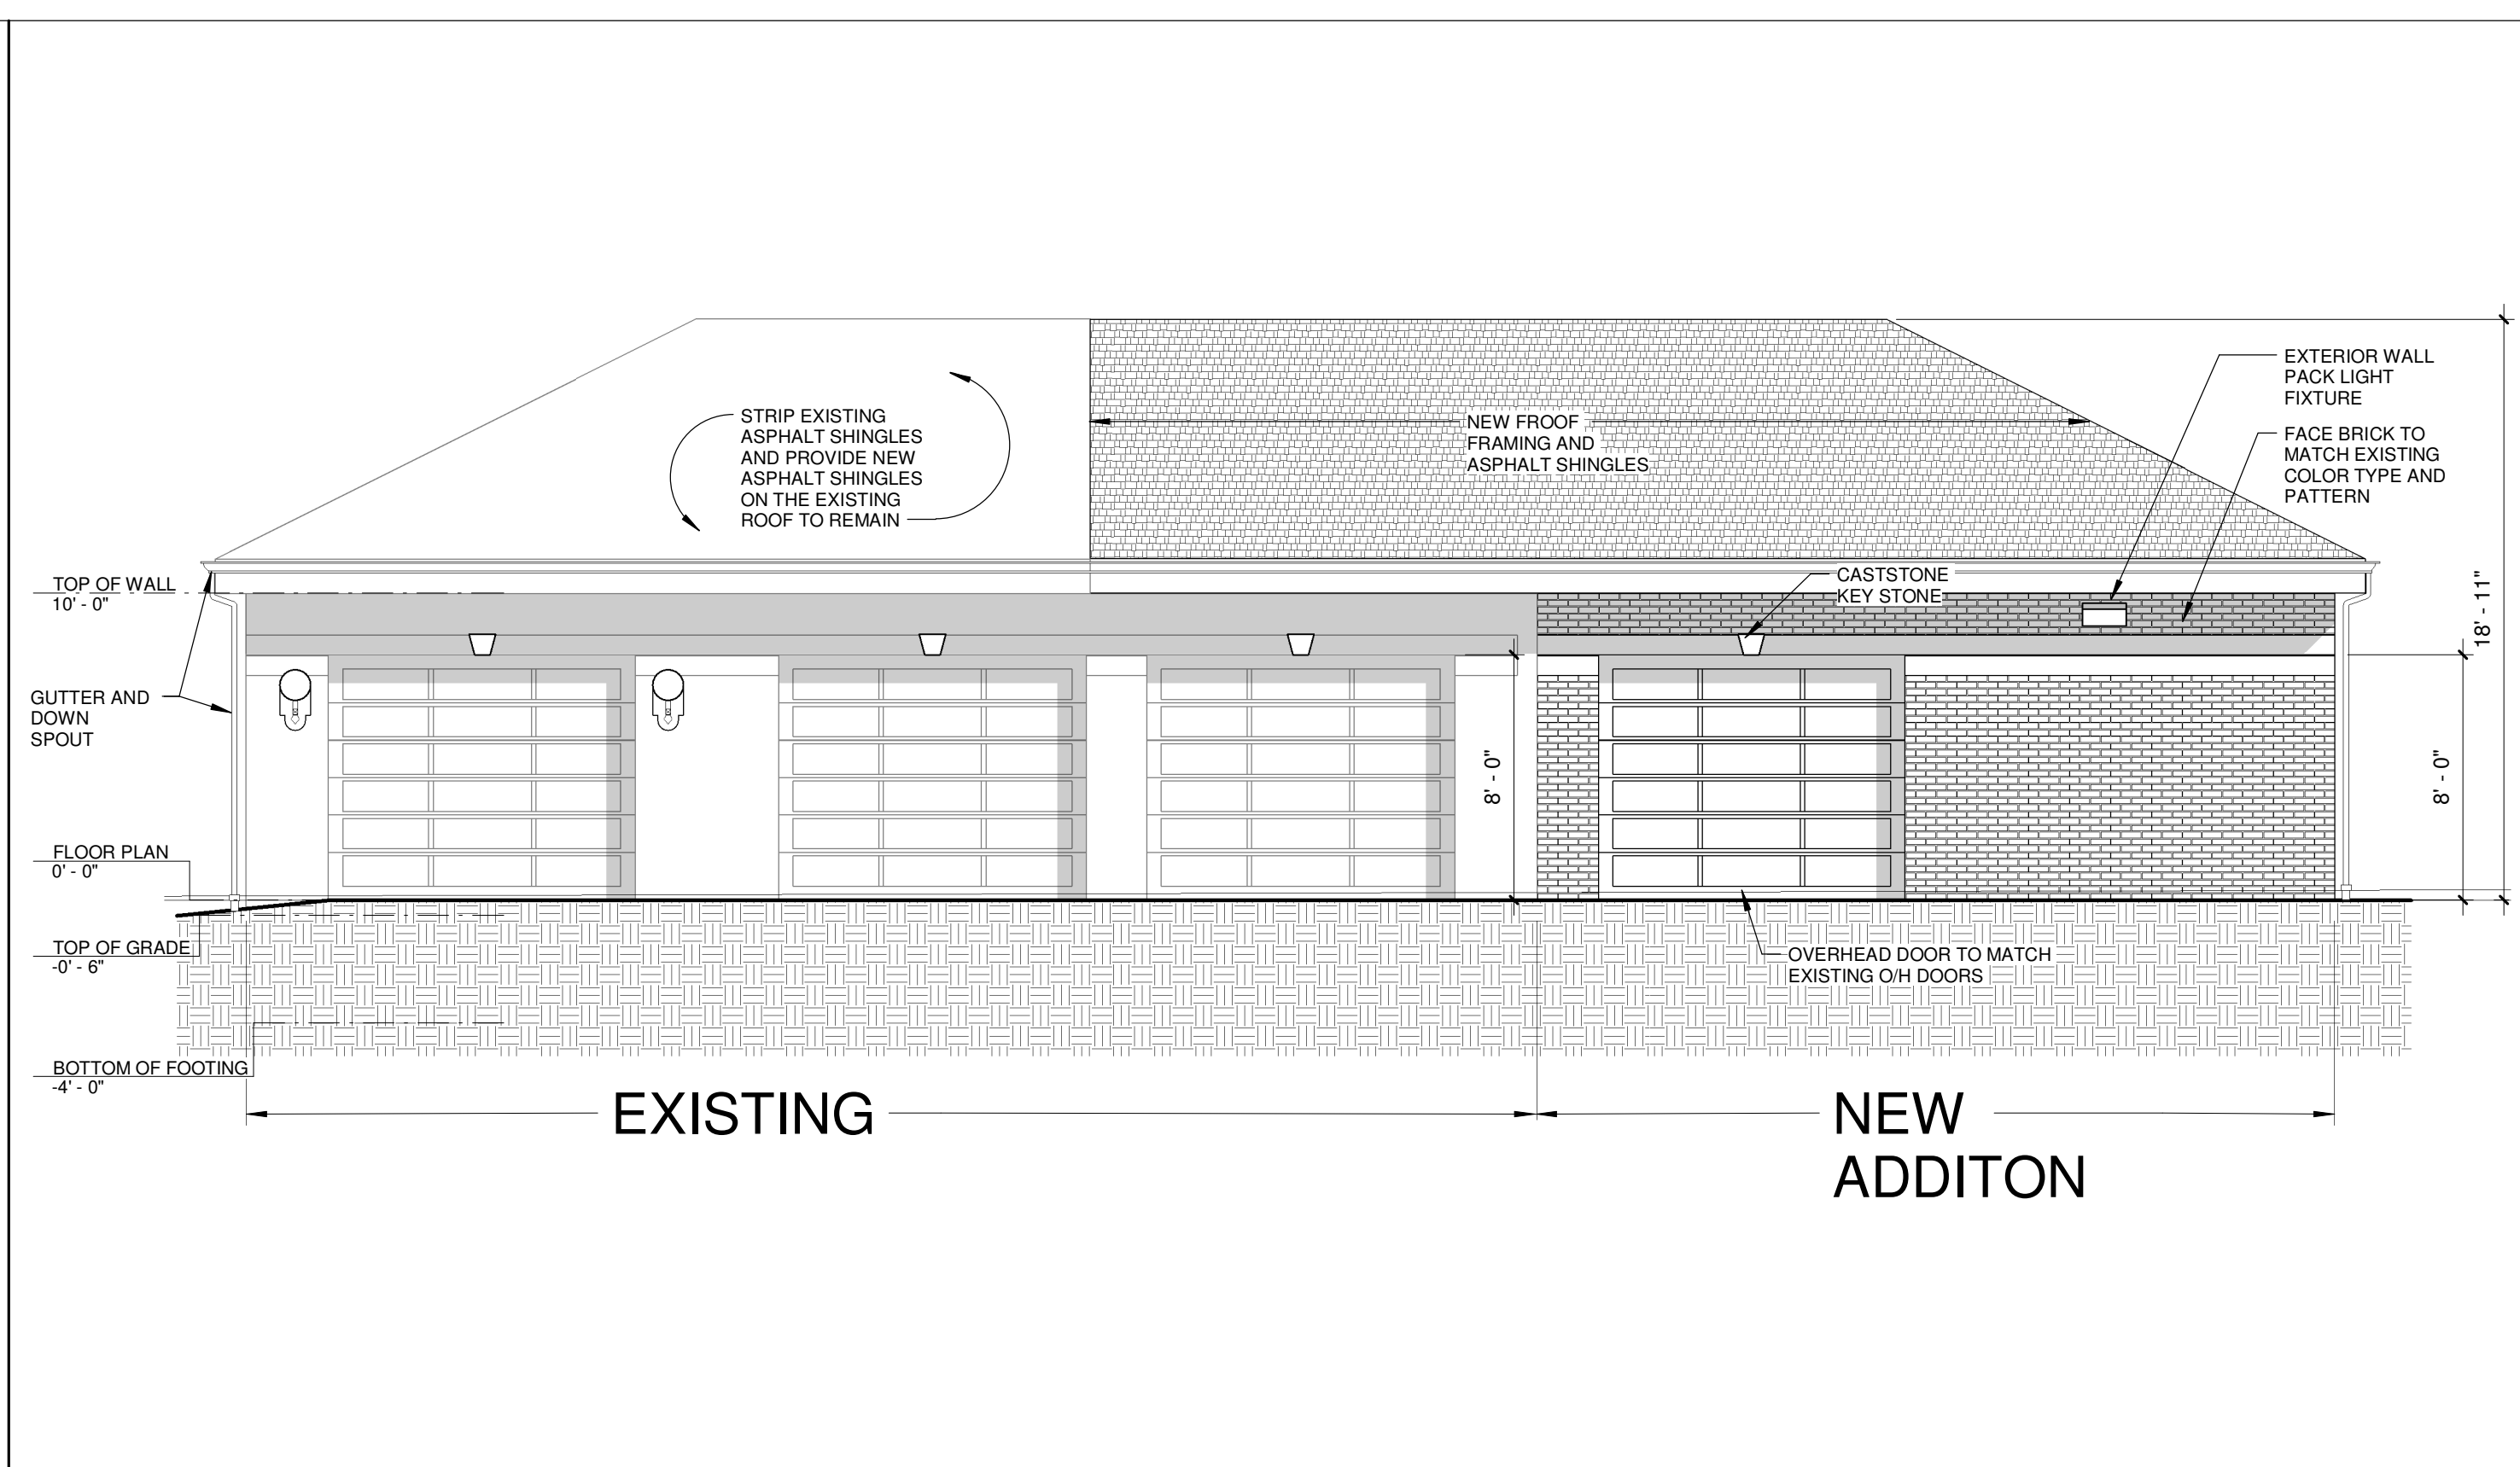 STRIP EXISTING
ASPHALT SHINGLES
AND PROVIDE NEW
ASPHALT SHINGLES
ON THE EXISTING
ROOF TO REMAIN
NEW FROOF
FRAMING AND
ASPHALT SHINGLES
EXTERIOR WALL
PACK LIGHT
FIXTURE
FACE BRICK TO
MATCH EXISTING
COLOR TYPE AND
PATTERN
TOP OF WALL
10' - 0"
CASTSTONE
KEY STONE
18' - 11"
GUTTER AND
DOWN
SPOUT
8' - 0"
8' - 0"
FLOOR PLAN
0' - 0"
TOP OF GRADE
-0' - 6"
OVERHEAD DOOR TO MATCH
EXISTING O/H DOORS
BOTTOM OF FOOTING
-4' - 0"
EXISTING
NEW
ADDITON